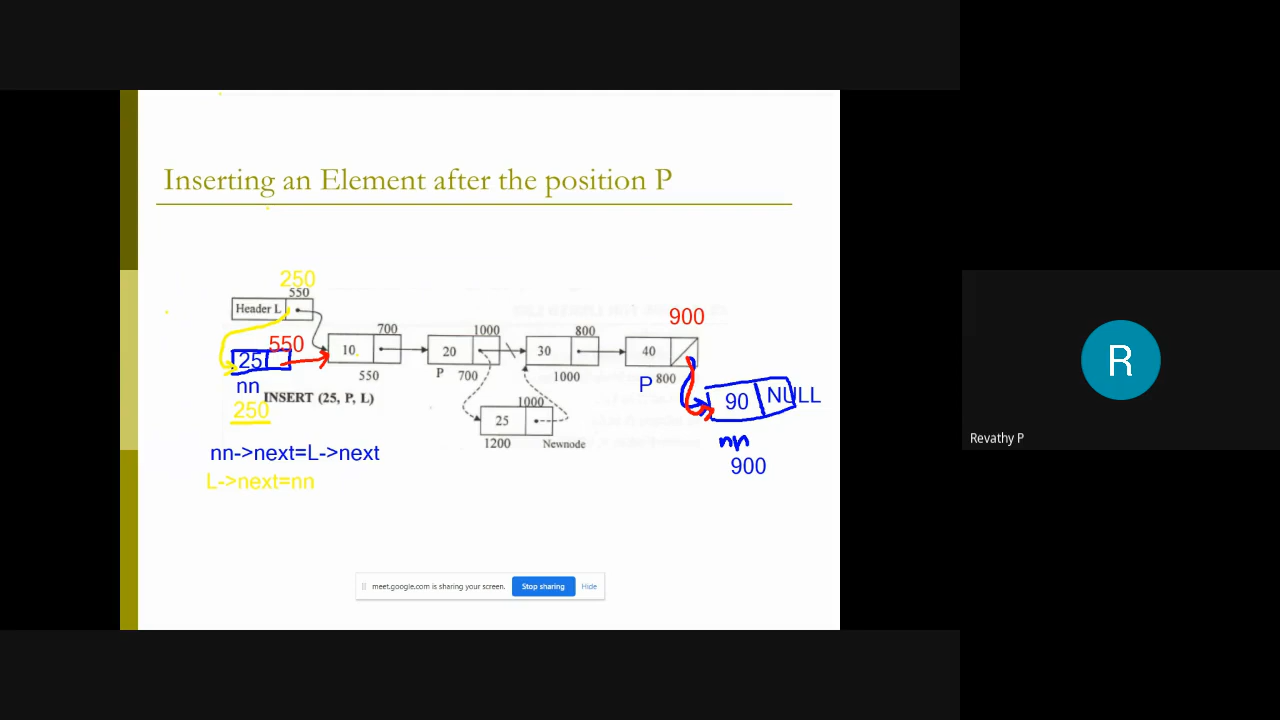 Inserting an Element after the position P
250
550
Header L
900
550
700
1000
800
25
10
20
30
40
nn
550
P 700
1000
P
800
90
NULL
250
INSERT (25, P, L)
1000
25
nn
1200
Newnode
nn->next=L->next
900
Revathy P
L->next=nn
meet.google.com is sharing your screen.
Stop sharing
Hide
R